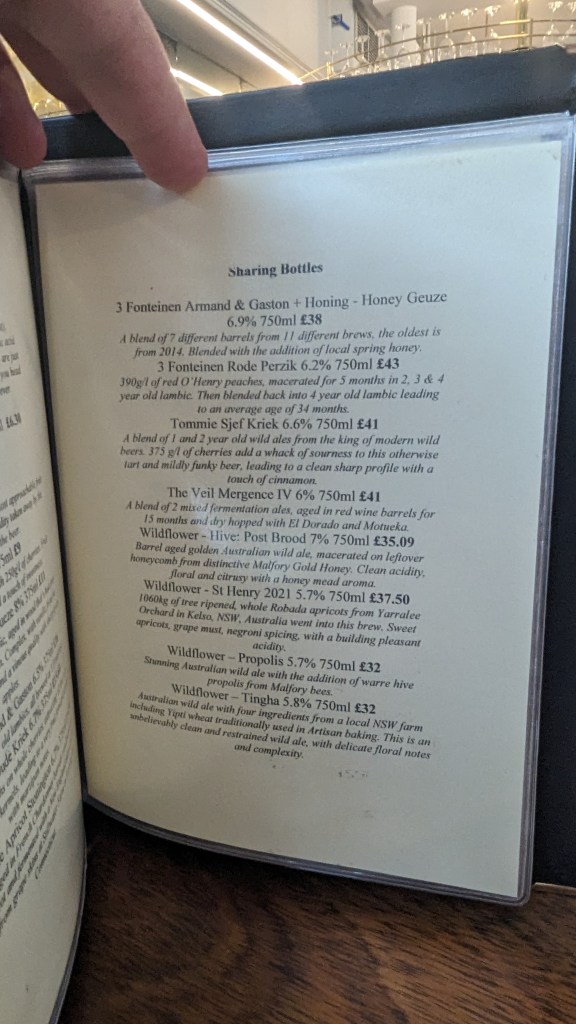 Sharing Bottles
3 Fonteinen Armand & Gaston + Honing - Honey Geuze
6.9% 750ml £38
A blend of 7 different barrels from 11 different brews, the oldest is
from 2014. Blended with the addition of local spring honey.
3 Fonteinen Rode Perzik 6.2% 750ml £43
390g/l of red O'Henry peaches, macerated for 5 months in 2, 3 & 4
year old lambic. Then blended back into 4 year old lambic leading
to an average age of 34 months.
Tommie Sjef Kriek 6.6% 750ml £41
A blend of 1 and 2 year old wild ales from the king of modern wild
beers. 375 g/l of cherries add a whack of sourness to this otherwise
tart and mildly funky beer, leading to a clean sharp profile with a
touch of cinnamon.
The Veil Mergence IV 6% 750ml £41
A blend of 2 mixed fermentation ales, aged in red wine barrels for
15 months and dry hopped with El Dorado and Motueka.
Wildflower - Hive: Post Brood 7% 750ml £35.09
Barrel aged golden Australian wild ale, macerated on leftover
honeycomb from distinctive Malfory Gold Honey. Clean acidity,
floral and citrusy with a honey mead aroma.
Wildflower - St Henry 2021 5.7% 750ml £37.50
1060kg of tree ripened, whole Robada apricots from Yarralee
Orchard in Kelso, NSW, Australia went into this brew. Sweet
apricots, grape must, negroni spicing, with a building pleasant
acidity.
Wildflower – Propolis 5.7% 750ml £32
Stunning Australian wild ale with the addition of warre hive
propolis from Malfory bees.
Wildflower – Tingha 5.8% 750ml £32
Australian wild ale with four ingredients from a local NSW farm
including Yipti wheat traditionally used in Artisan baking. This is an
unbelievably clean and restrained wild ale, with delicate floral notes
and complexity.